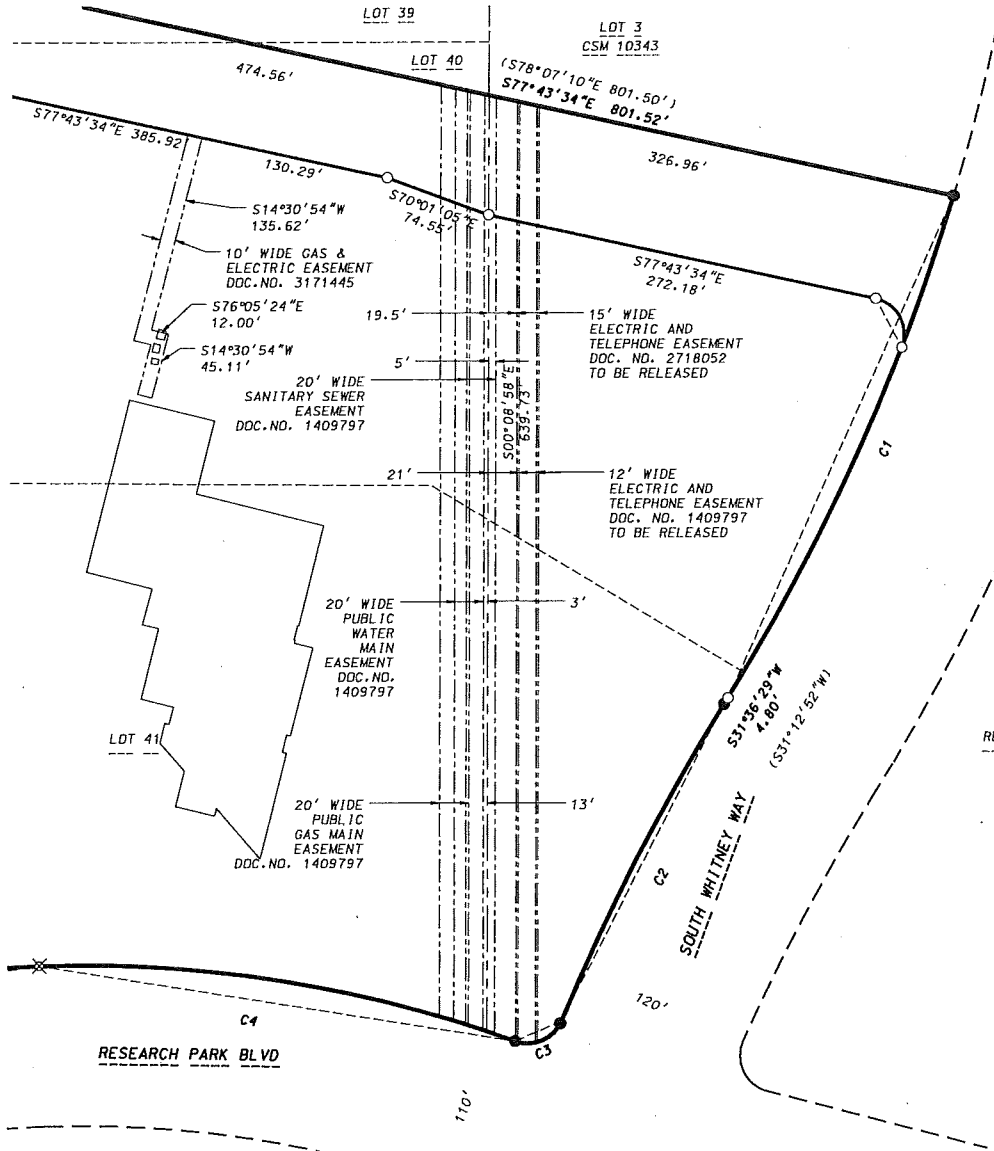 LOT 39
LOT 3
CSM 10343
LOT 40
(S78°07'10"E 801.50')
S77°43'34"E 801.52'
474.56'
326.96'
S77°43'34"E 385.92
130.29'
S70°01'05"E
74.55'
S14°30'54"W
135.62'
10' WIDE GAS &
ELECTRIC EASEMENT
DOC.NO. 3171445
S77°43'34"E
272.18'
S76°05'24"E
12.00'
S14°30'54"W
45.11'
19.5'
15' WIDE
ELECTRIC AND
TELEPHONE EASEMENT
DOC. NO. 2718052
TO BE RELEASED
5'
20' WIDE
SANITARY SEWER
EASEMENT
DOC.NO. 1409797
S00°08'58"E
639.73
C1
21'
12' WIDE
ELECTRIC AND
TELEPHONE EASEMENT
DOC. NO. 1409797
TO BE RELEASED
20' WIDE
PUBLIC
WATER
MAIN
EASEMENT
DOC.NO.
1409797
3'
S31°36'29"W
4.80'
(S31°12'52"W)
LOT 41
RE
20' WIDE
PUBLIC
GAS MAIN
EASEMENT
DOC.NO. 1409797
13'
C2
SOUTH WHITNEY WAY
120'
C4
C3
RESEARCH PARK BLVD
110'